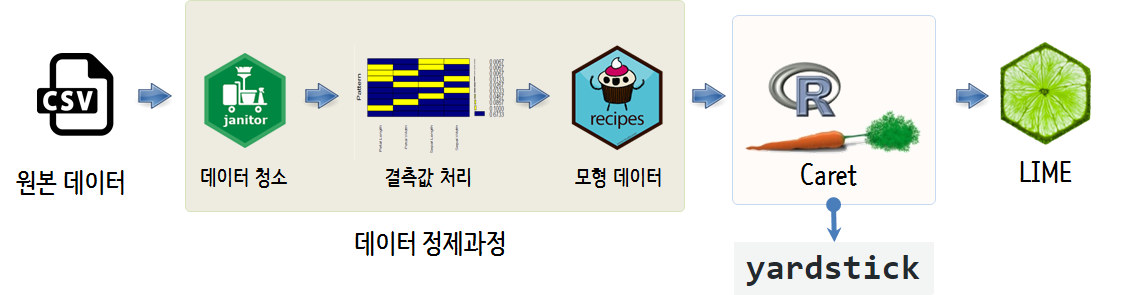 CSV
원본 데이터
janitor
데이터 청소
Pattern
결측값 처리
recipes
모형 데이터
데이터 정제과정
R
Caret
yardstick
LIME